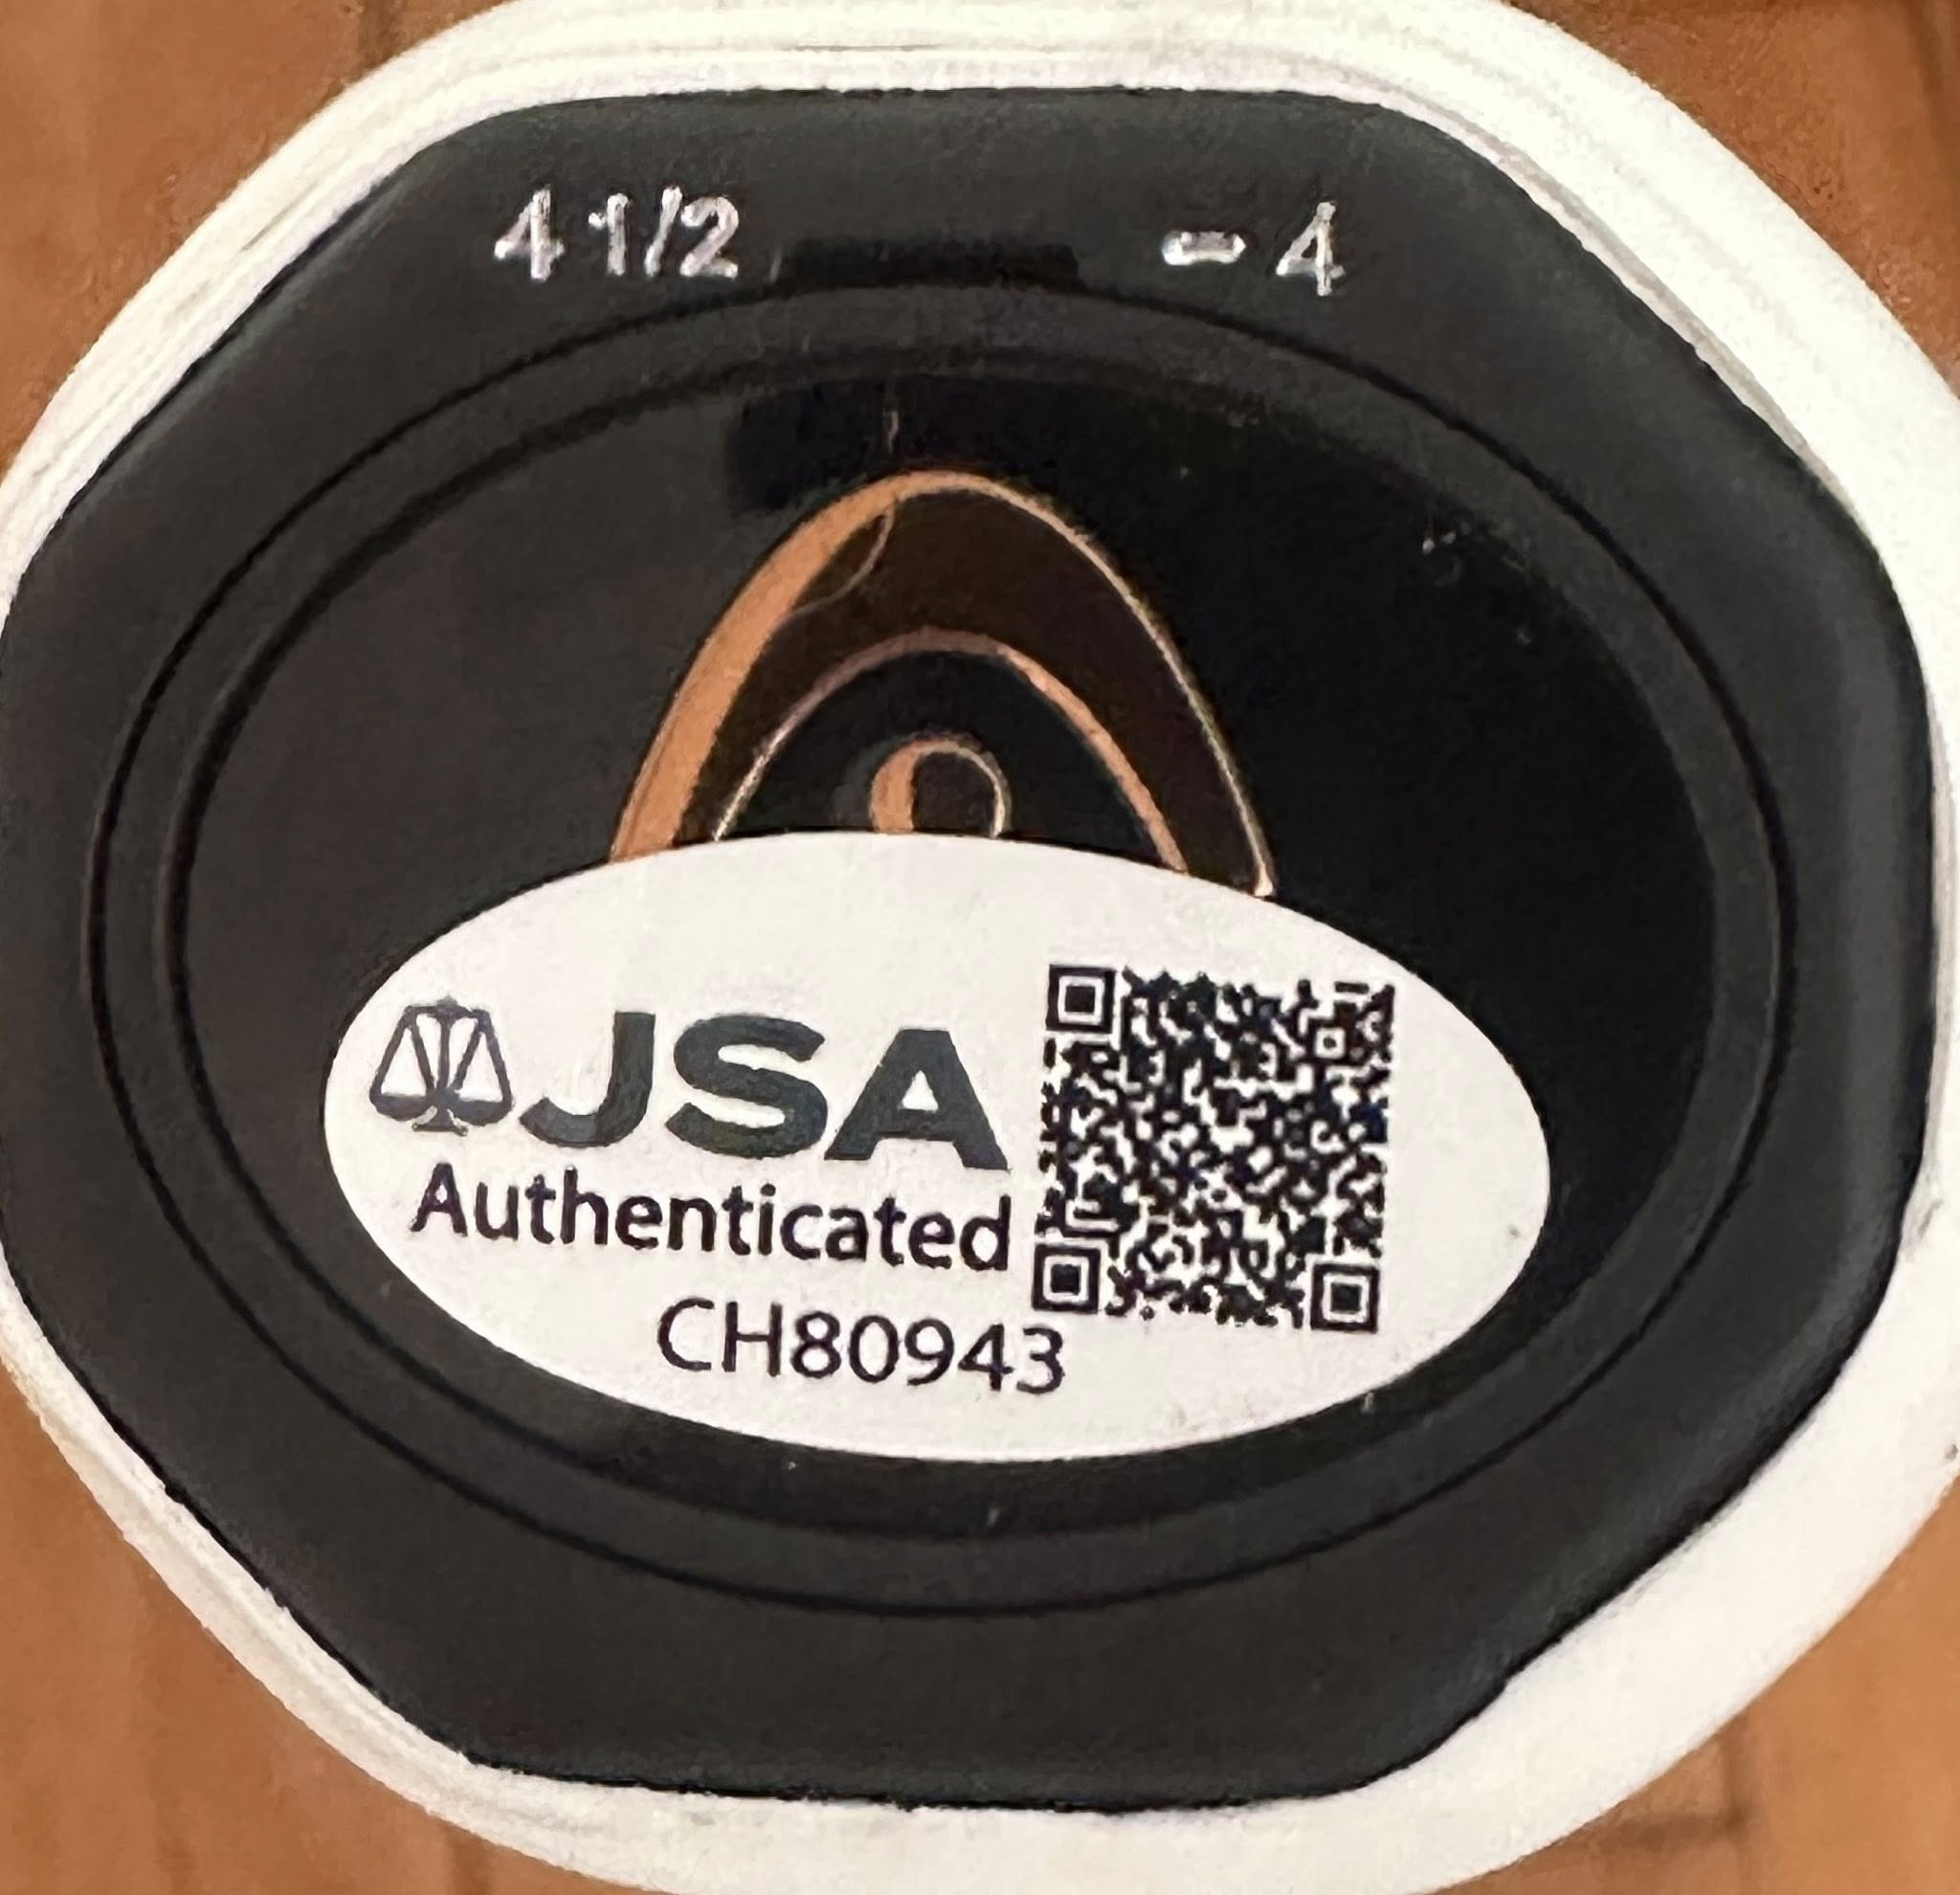 4 1/2 - 4
JSA
Authenticated
CH80943